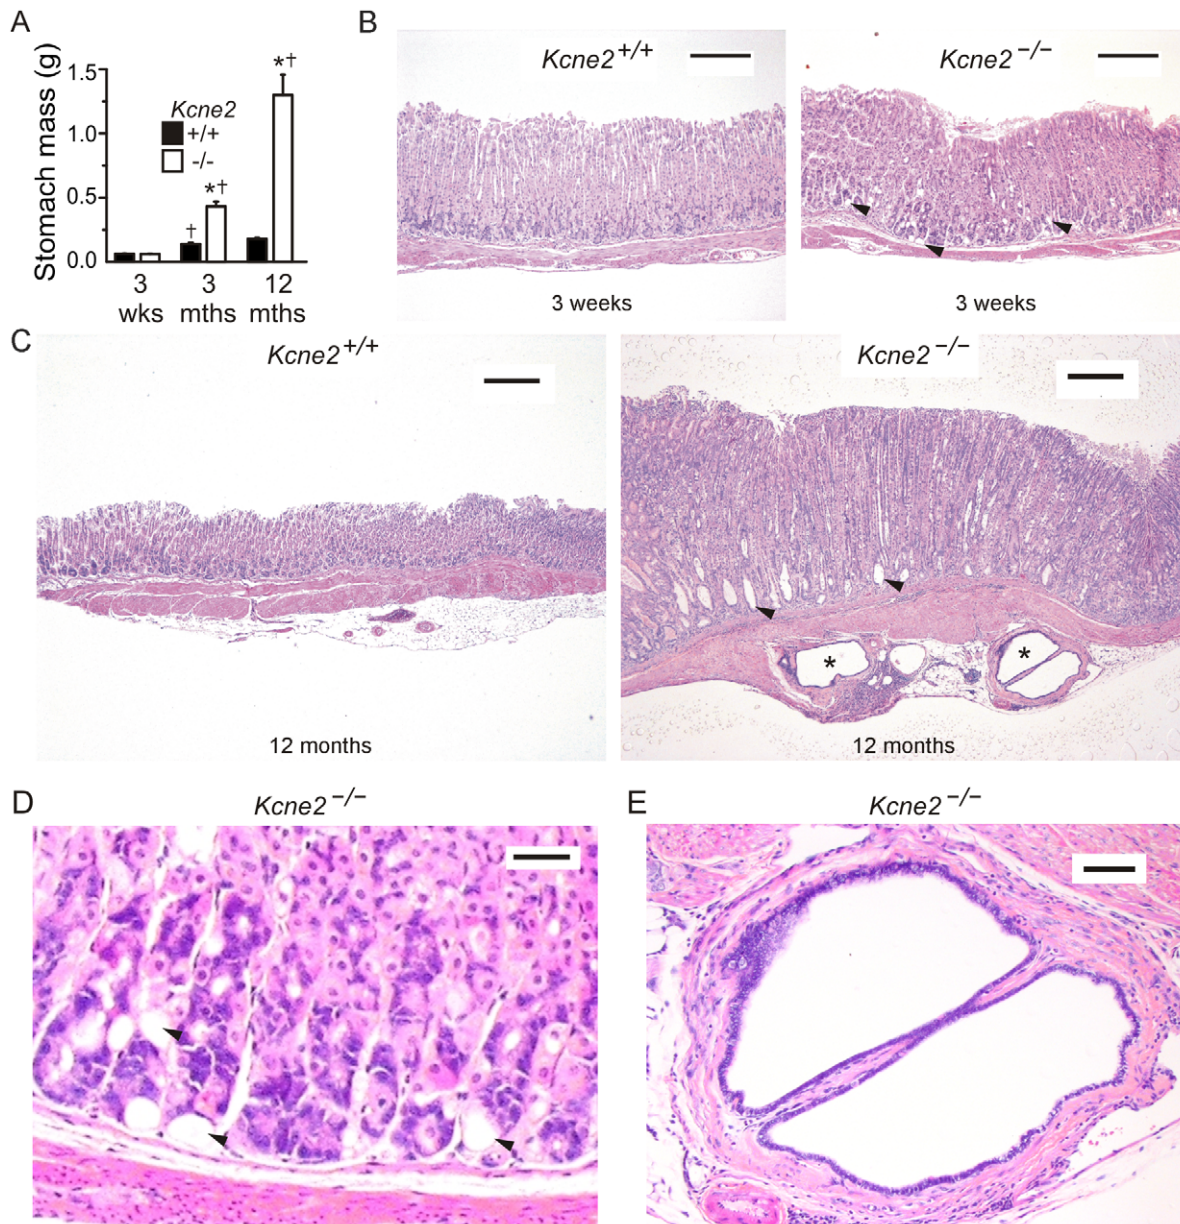 A
Stomach mass (g)
1.5
1.0
0.5
0.0
Kcne2
+/+
-/-
†
*†
*†
3 wks
3 mths
12 mths
B
Kcne2+/+
3 weeks
Kcne2−/−
3 weeks
C
Kcne2+/+
12 months
Kcne2−/−
*
*
12 months
D
Kcne2−/−
E
Kcne2−/−